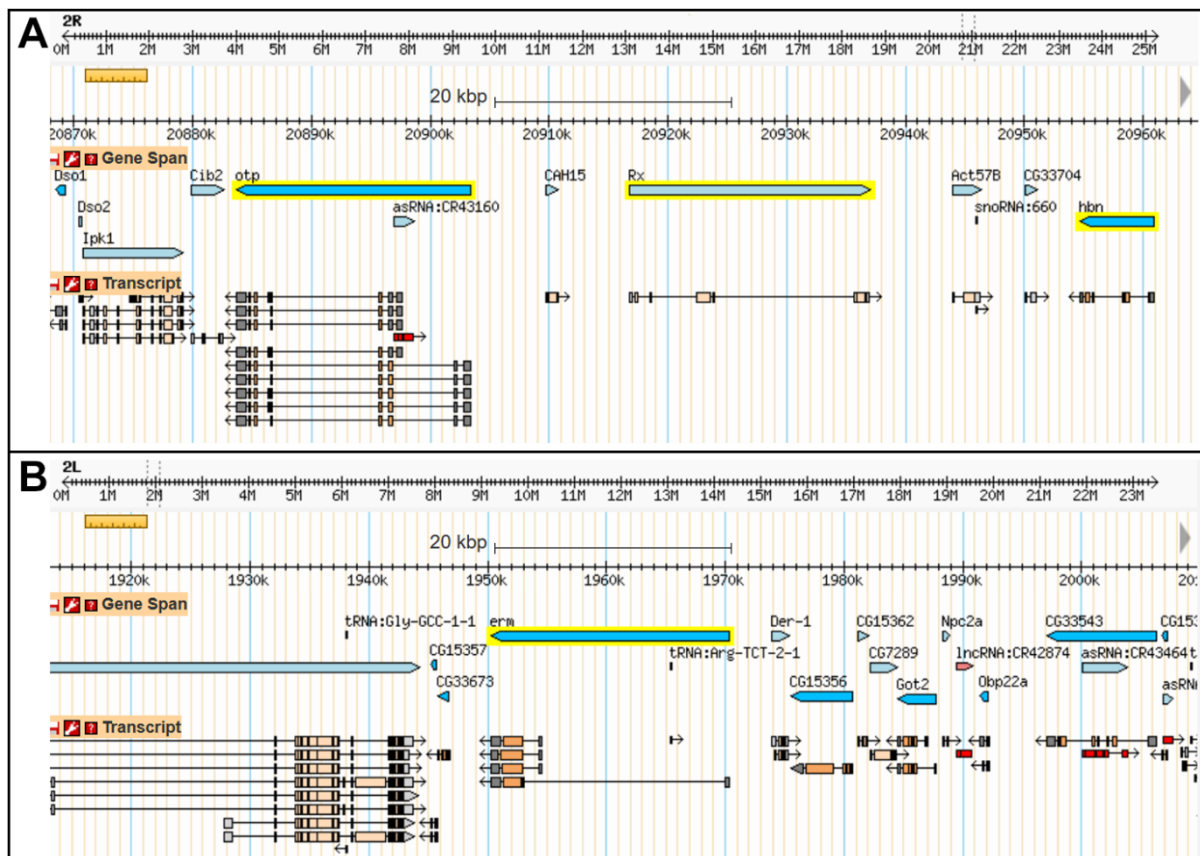 A
2R
0M 1M 2M 3M 4M 5M 6M 7M 8M 9M 10M 11M 12M 13M 14M 15M 16M 17M 18M 19M 20M 21M 22M 23M 24M 25M
20 kbp
20870k 20880k 20890k 20900k 20910k 20920k 20930k 20940k 20950k 20960k
? Gene Span
Dso1 Cib2 otp CAH15 Rx Act57B CG33704
Dso2 asRNA:CR43160 snoRNA:660 hbn
Ipk1
? Transcript
B
2L
0M 1M 2M 3M 4M 5M 6M 7M 8M 9M 10M 11M 12M 13M 14M 15M 16M 17M 18M 19M 20M 21M 22M 23M
20 kbp
1920k 1930k 1940k 1950k 1960k 1970k 1980k 1990k 2000k 201
? Gene Span
tRNA:Gly-GCC-1-1 erm Der-1 CG15362 Npc2a CG33543 CG153
CG15357 tRNA:Arg-TCT-2-1 CG7289 lncRNA:CR42874 asRNA:CR43464 t
CG33673 CG15356 Got2 Obp22a asRN
? Transcript